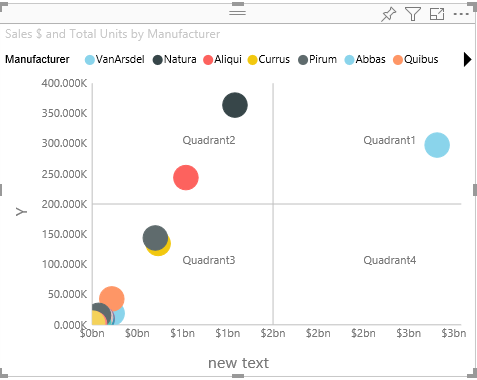 Sales $ and Total Units by Manufacturer
Manufacturer VanArsdel Natura Aliqui Currus Pirum Abbas Quibus
400.000K
350.000K
Quadrant2 Quadrant1
300.000K
250.000K
200.000K
Y
150.000K
Quadrant3 Quadrant4
100.000K
50.000K
0.000K
$0bn $0bn $1bn $1bn $2bn $2bn $2bn $3bn $3bn
new text